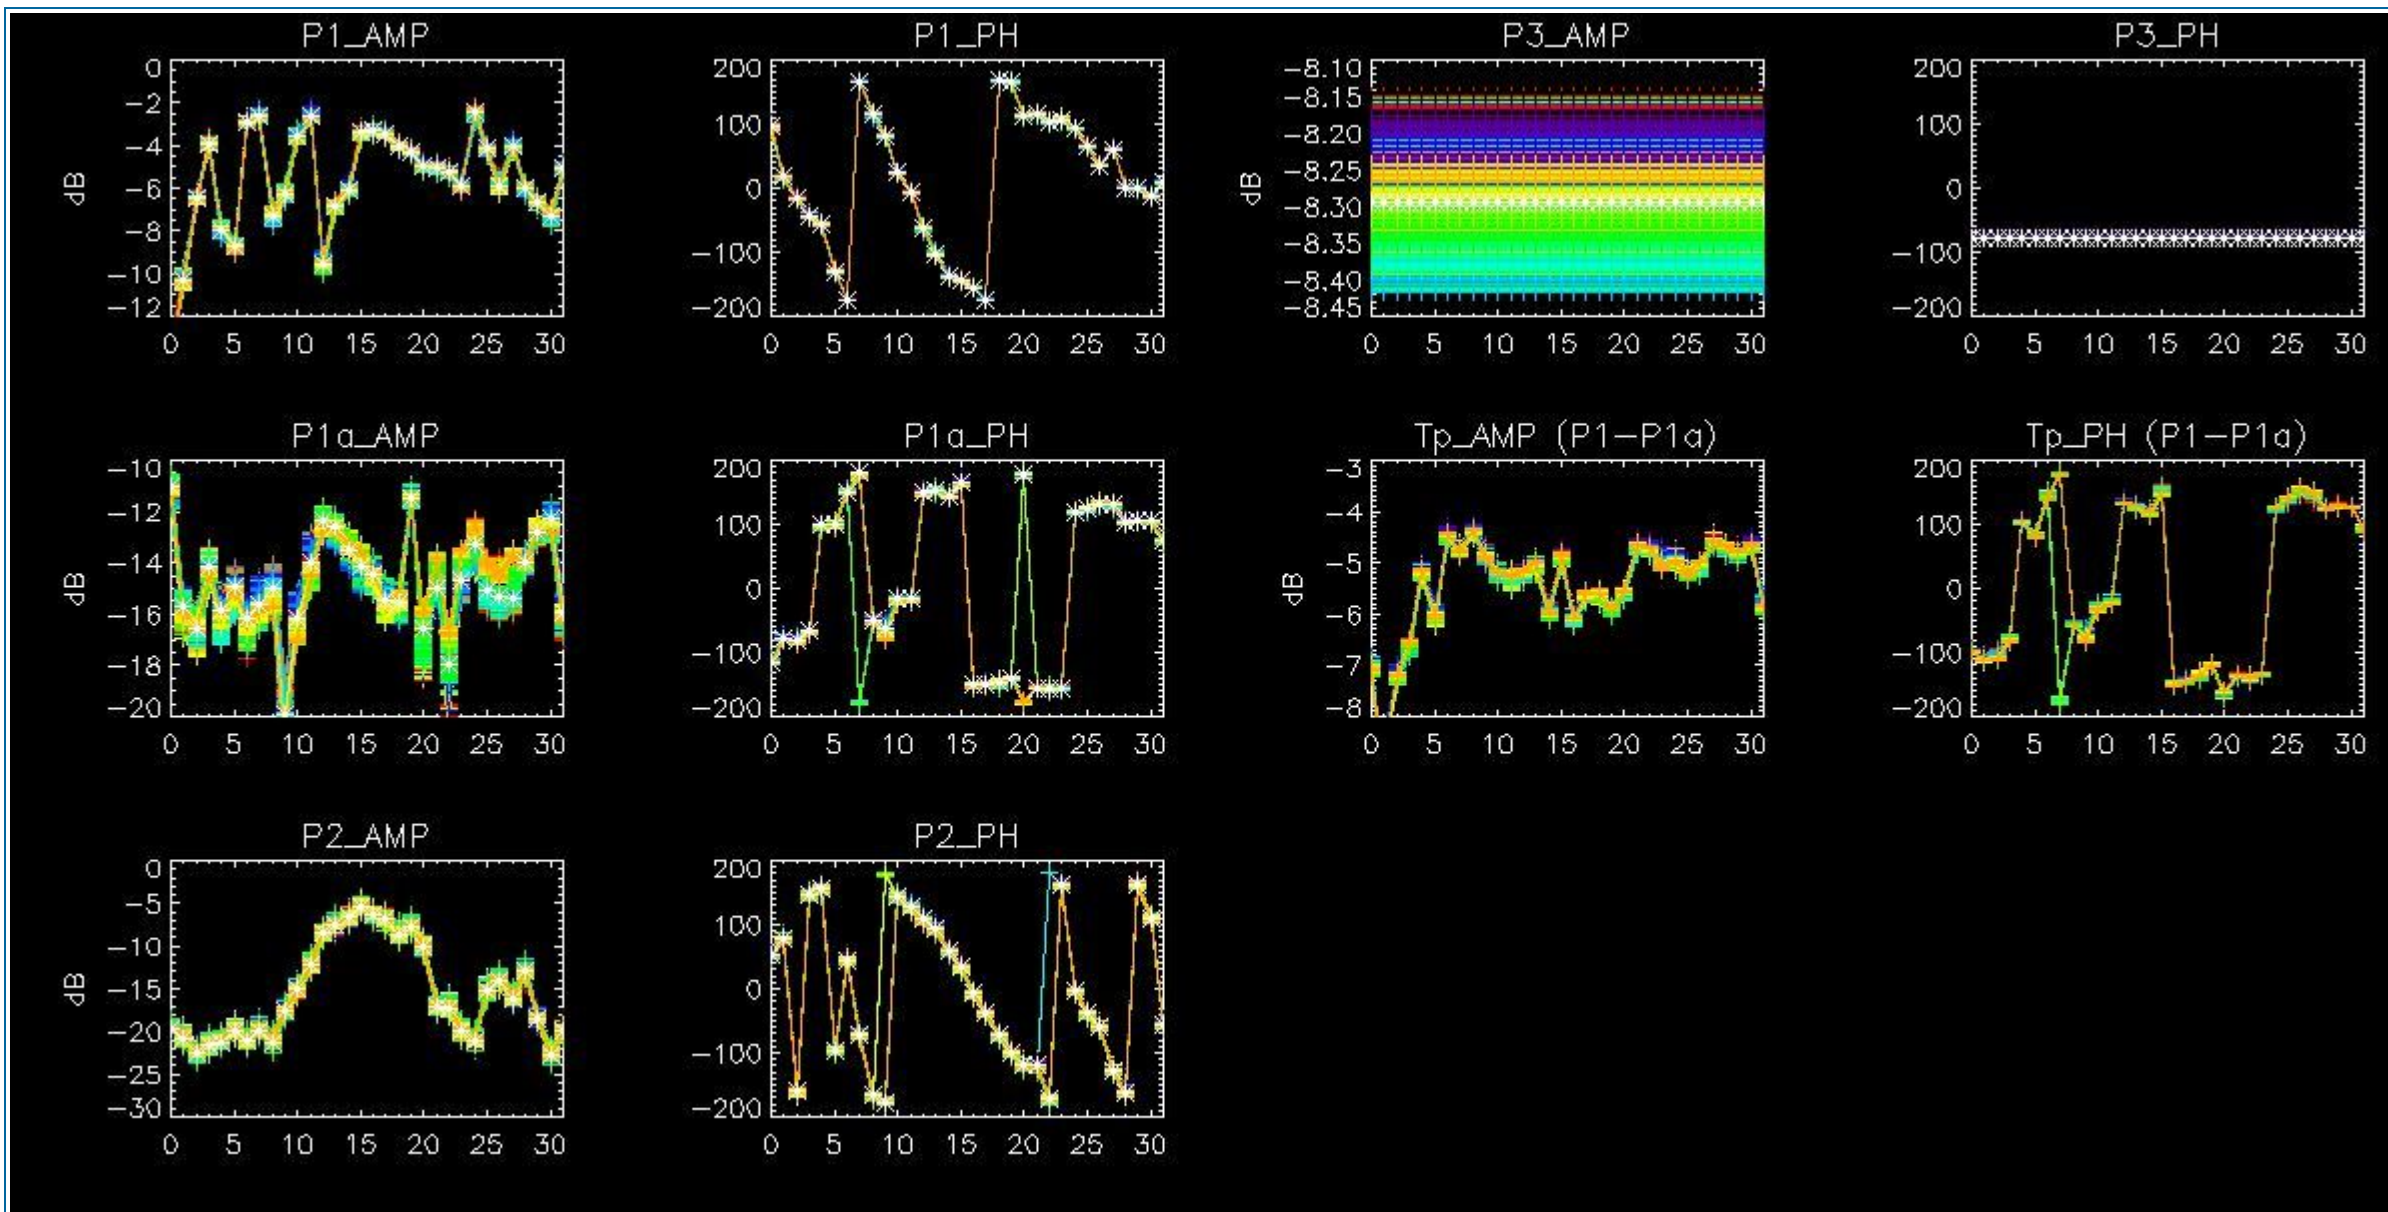 P1_AMP
0
−2
−4
−6
−8
−10
−12
dB
0 5 10 15 20 25 30
P1_PH
200
100
0
−100
−200
0 5 10 15 20 25 30
P3_AMP
−8.10
−8.15
−8.20
−8.25
−8.30
−8.35
−8.40
−8.45
dB
0 5 10 15 20 25 30
P3_PH
200
100
0
−100
−200
0 5 10 15 20 25 30
P1a_AMP
−10
−12
−14
−16
−18
−20
dB
0 5 10 15 20 25 30
P1a_PH
200
100
0
−100
−200
0 5 10 15 20 25 30
Tp_AMP (P1−P1a)
−3
−4
−5
−6
−7
−8
dB
0 5 10 15 20 25 30
Tp_PH (P1−P1a)
200
100
0
−100
−200
0 5 10 15 20 25 30
P2_AMP
0
−5
−10
−15
−20
−25
−30
dB
0 5 10 15 20 25 30
P2_PH
200
100
0
−100
−200
0 5 10 15 20 25 30